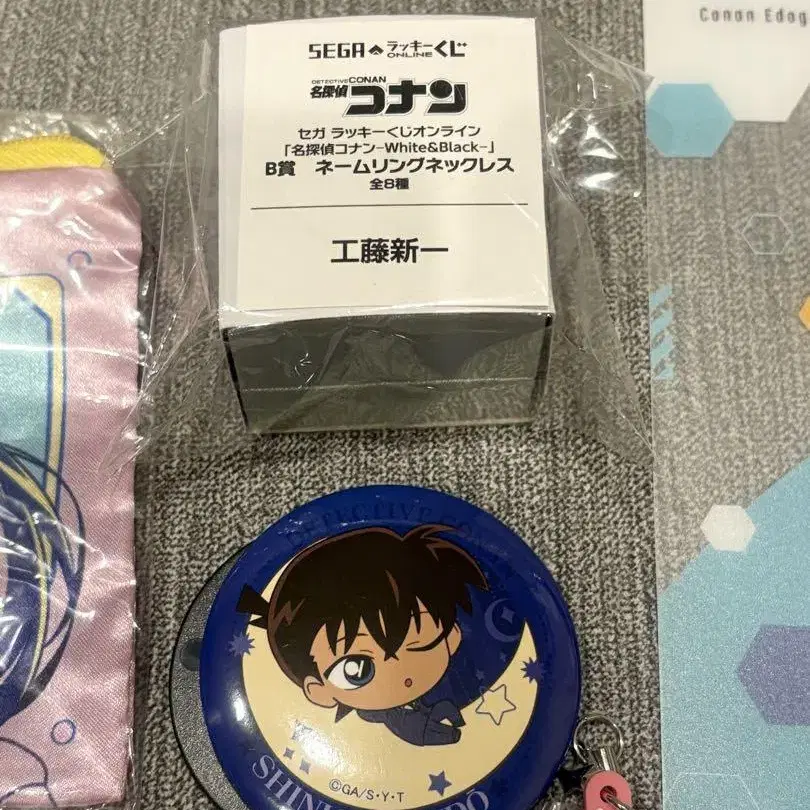 Conan Edog
SEGA ラッキーくじ
ONLINE
DETECTIVE CONAN
名探偵コナン
セガ ラッキーくじオンライン
「名探偵コナン-White&Black-」
B賞 ネームリングネックレス
全8種
工藤新一
DETECTIVE CONA
©GA/S・Y・T
SHIN